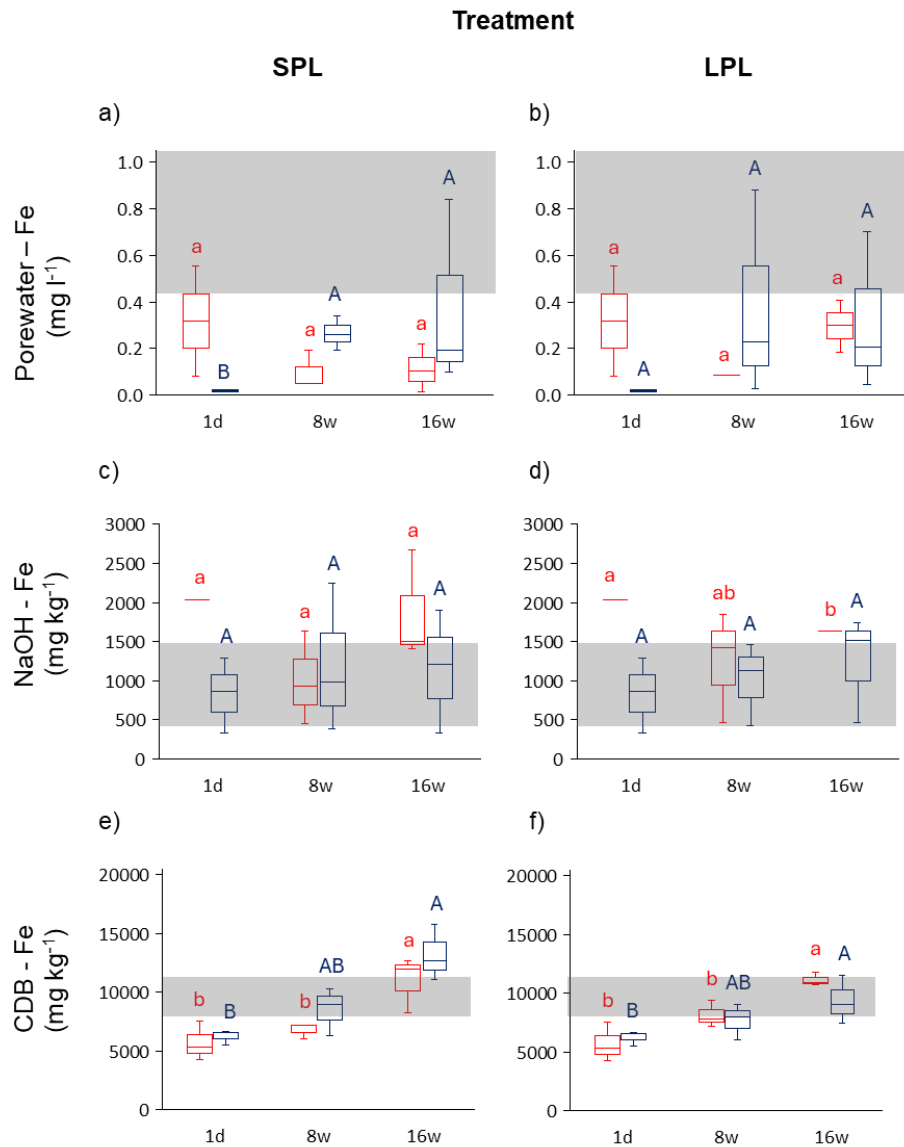 Treatment
SPL LPL
a) b)
Porewater – Fe
(mg l⁻¹)
1.0 1.0
0.8 0.8
0.6 0.6
0.4 0.4
0.2 0.2
0.0 0.0
a B a A a A
a A a A a A
1d 8w 16w 1d 8w 16w
c) d)
NaOH - Fe
(mg kg⁻¹)
3000 3000
2500 2500
2000 2000
1500 1500
1000 1000
500 500
0 0
a A a A a A
a A ab A b A
1d 8w 16w 1d 8w 16w
e) f)
CDB - Fe
(mg kg⁻¹)
20000 20000
15000 15000
10000 10000
5000 5000
0 0
b B b AB a A
b B b AB a A
1d 8w 16w 1d 8w 16w